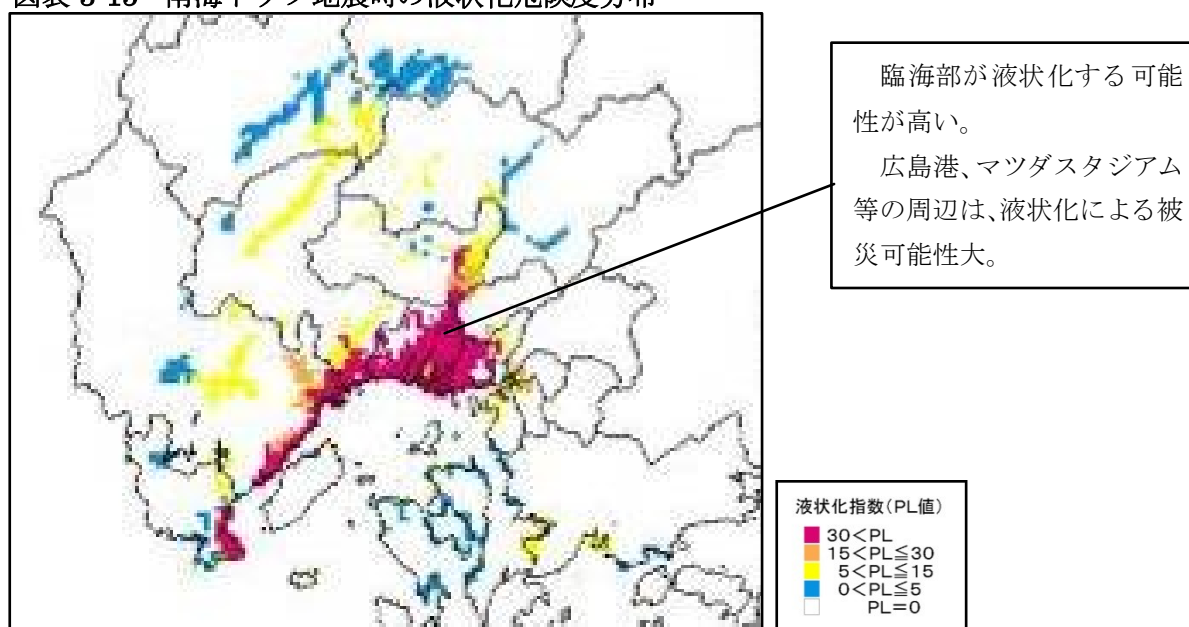 臨海部が液状化する可能
性が高い。
広島港、マツダスタジアム
等の周辺は、液状化による被
災可能性大。
液状化指数(PL値)
30<PL
15<PL≦30
5<PL≦15
0<PL≦5
PL=0